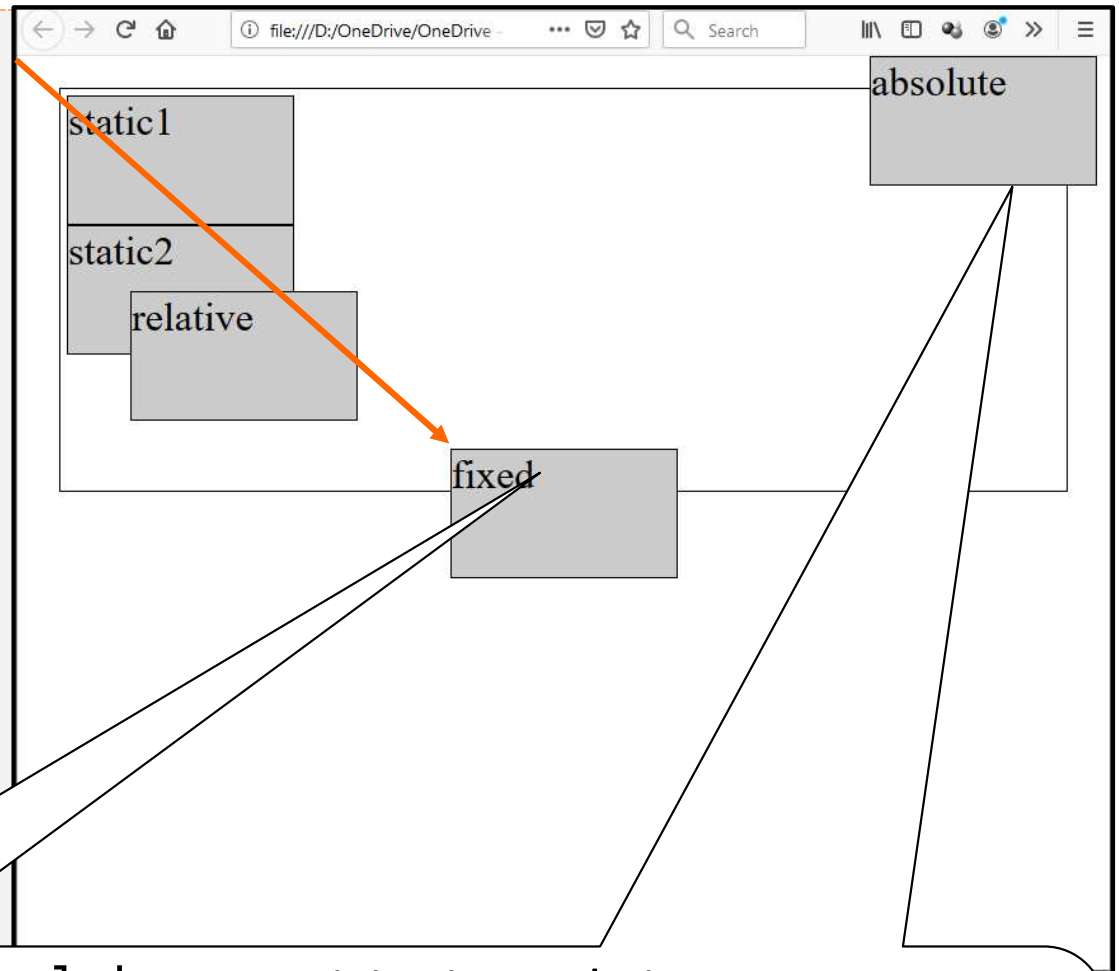 file:///D:/OneDrive/OneDrive -
Search
absolute
static1
static2
relative
fixed